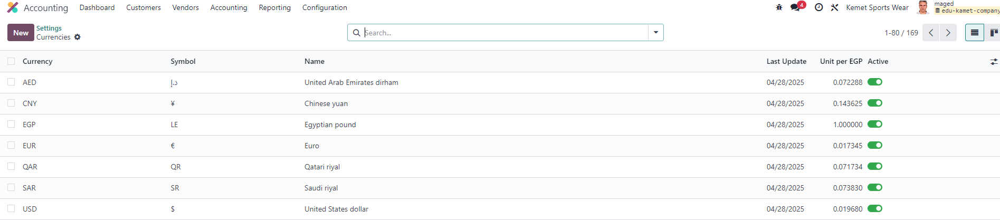 Accounting Dashboard Customers Vendors Accounting Reporting Configuration 4 Kemet Sports Wear maged
edu-kamet-company
New Settings
Currencies
Search...
1-80 / 169
Currency Symbol Name Last Update Unit per EGP Active
AED د.إ United Arab Emirates dirham 04/28/2025 0.072288
CNY ¥ Chinese yuan 04/28/2025 0.143625
EGP LE Egyptian pound 04/28/2025 1.000000
EUR € Euro 04/28/2025 0.017345
QAR QR Qatari riyal 04/28/2025 0.071734
SAR SR Saudi riyal 04/28/2025 0.073830
USD $ United States dollar 04/28/2025 0.019680